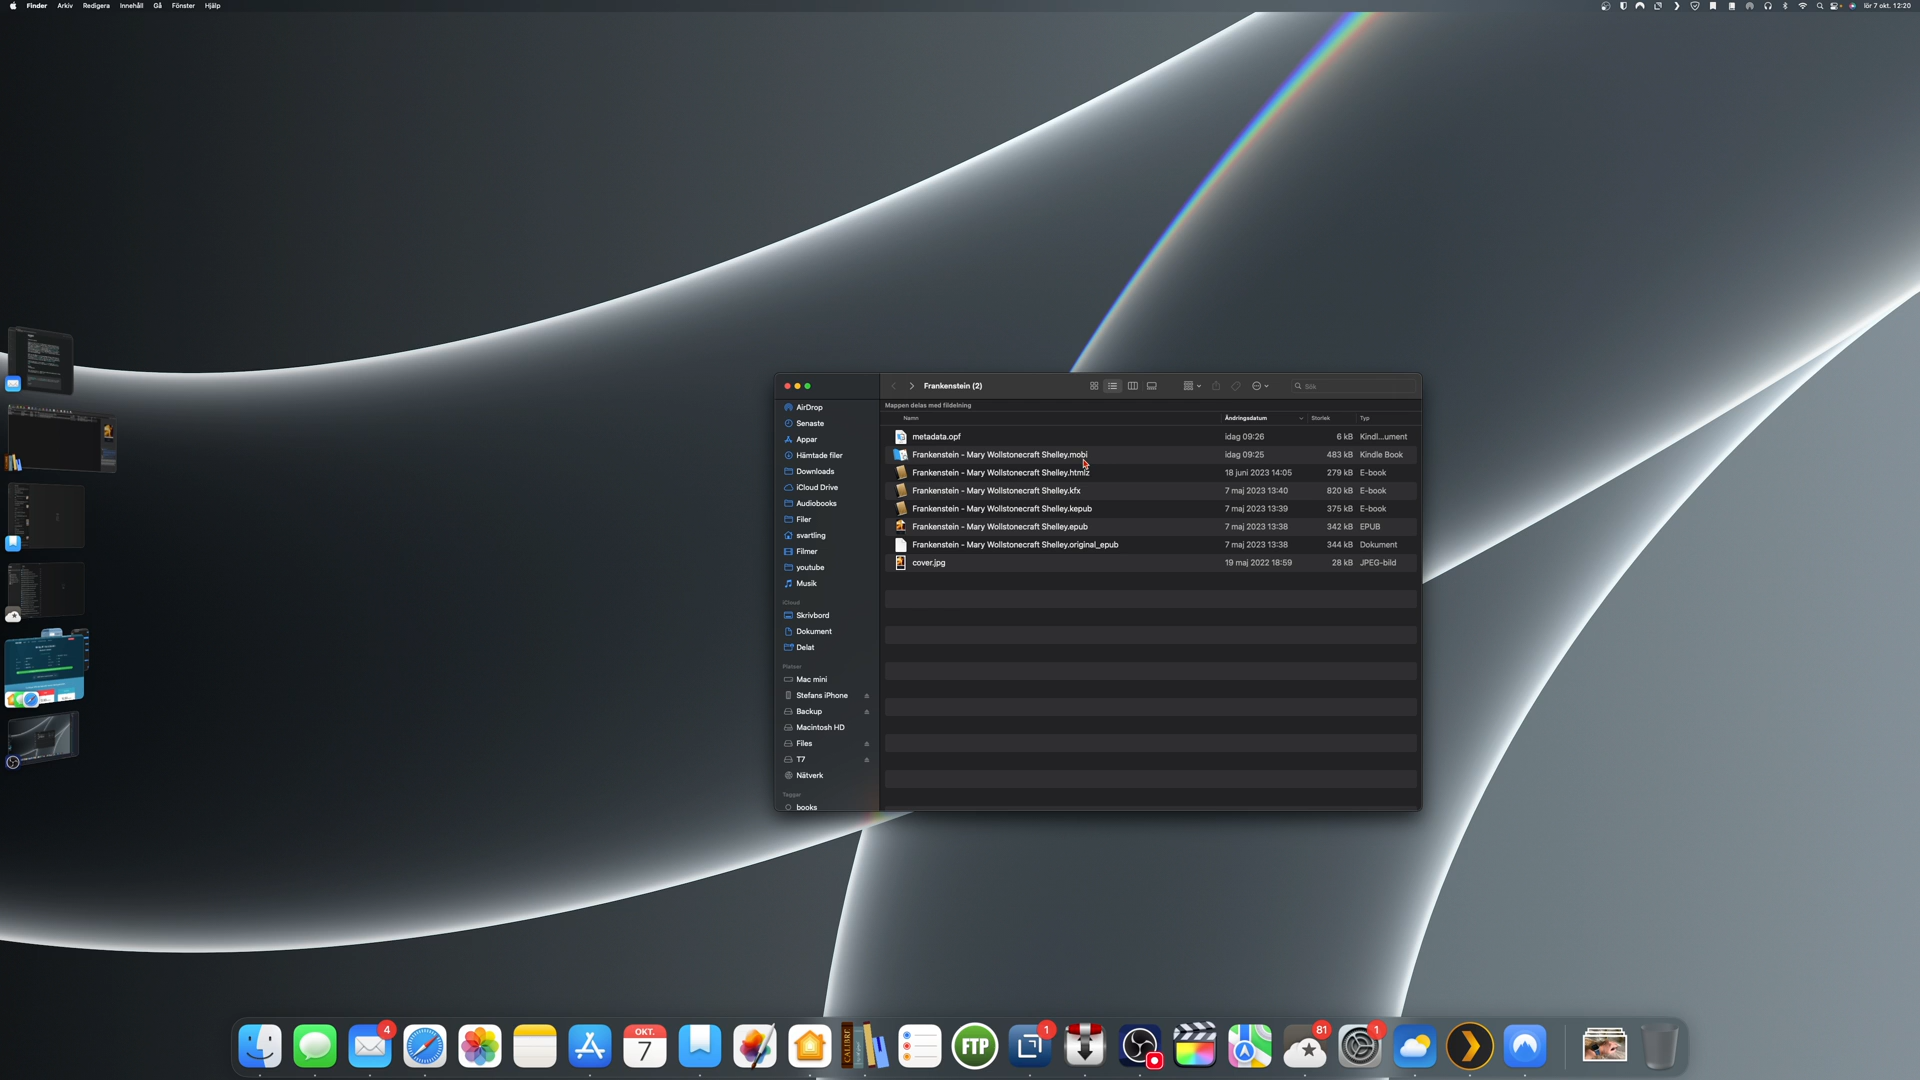 Finder Arkiv Redigera Innehåll Gå Fönster Hjälp
lör 7 okt. 12:20
Frankenstein (2)
Sök
Mappen delas med fildelning
Namn Ändringsdatum Storlek Typ
metadata.opf idag 09:26 6 kB Kindl...ument
Frankenstein - Mary Wollstonecraft Shelley.mobi idag 09:25 483 kB Kindle Book
Frankenstein - Mary Wollstonecraft Shelley.htmlz 18 juni 2023 14:05 279 kB E-book
Frankenstein - Mary Wollstonecraft Shelley.kfx 7 maj 2023 13:40 820 kB E-book
Frankenstein - Mary Wollstonecraft Shelley.kepub 7 maj 2023 13:39 375 kB E-book
Frankenstein - Mary Wollstonecraft Shelley.epub 7 maj 2023 13:38 342 kB EPUB
Frankenstein - Mary Wollstonecraft Shelley.original_epub 7 maj 2023 13:38 344 kB Dokument
cover.jpg 19 maj 2022 18:59 28 kB JPEG-bild
AirDrop
Senaste
Appar
Hämtade filer
Downloads
iCloud Drive
Audiobooks
Filer
svartling
Filmer
youtube
Musik
iCloud
Skrivbord
Dokument
Delat
Platser
Mac mini
Stefans iPhone
Backup
Macintosh HD
Files
T7
Nätverk
Taggar
books
4
OKT.
7
CALIBRE
FTP
1
81
1